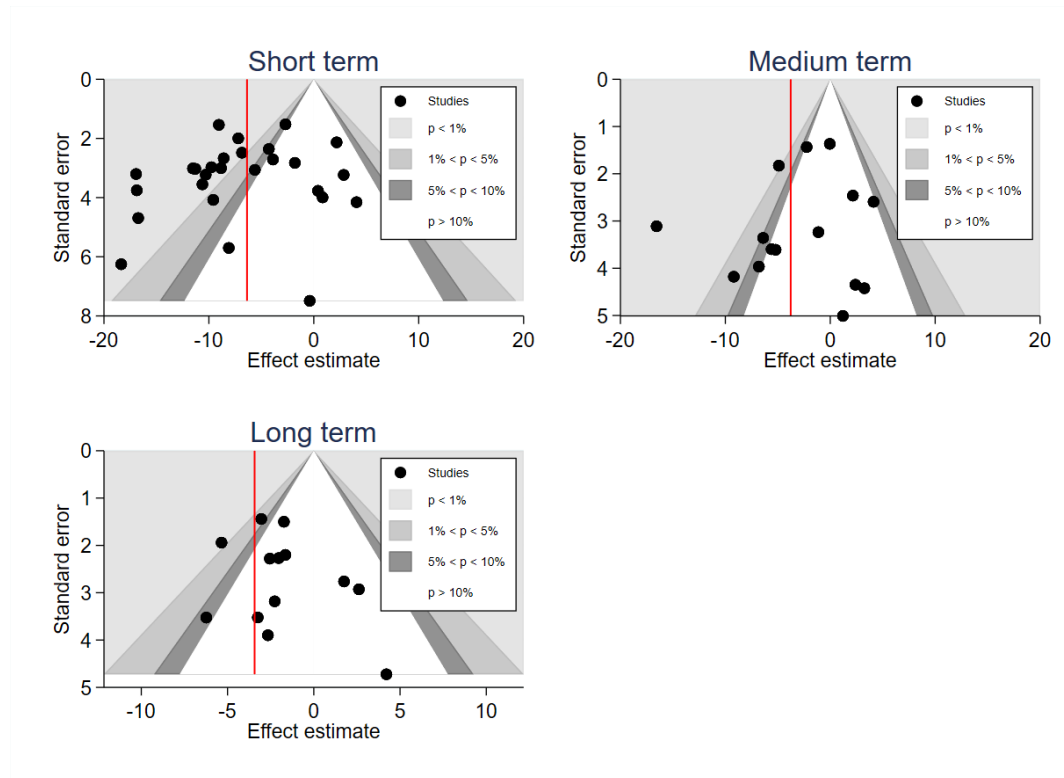 Short term
0
2
4
6
8
Standard error
-20
-10
0
10
20
Effect estimate
Studies
p < 1%
1% < p < 5%
5% < p < 10%
p > 10%
Medium term
0
1
2
3
4
5
Standard error
-20
-10
0
10
20
Effect estimate
Studies
p < 1%
1% < p < 5%
5% < p < 10%
p > 10%
Long term
0
1
2
3
4
5
Standard error
-10
-5
0
5
10
Effect estimate
Studies
p < 1%
1% < p < 5%
5% < p < 10%
p > 10%